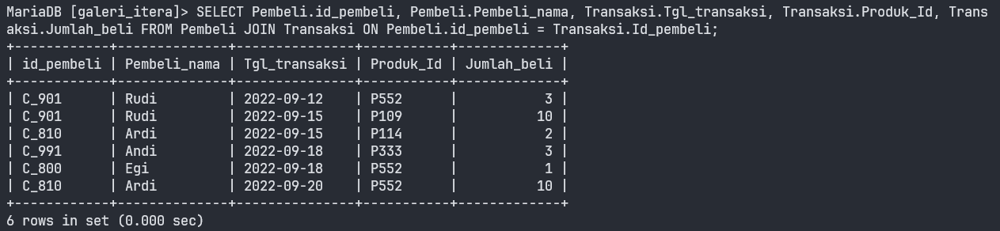 MariaDB [galeri_itera]> SELECT Pembeli.id_pembeli, Pembeli.Pembeli_nama, Transaksi.Tgl_transaksi, Transaksi.Produk_Id, Trans
aksi.Jumlah_beli FROM Pembeli JOIN Transaksi ON Pembeli.id_pembeli = Transaksi.Id_pembeli;
+------------+--------------+---------------+-----------+-------------+
| id_pembeli | Pembeli_nama | Tgl_transaksi | Produk_Id | Jumlah_beli |
+------------+--------------+---------------+-----------+-------------+
| C_901      | Rudi         | 2022-09-12    | P552      |           3 |
| C_901      | Rudi         | 2022-09-15    | P109      |          10 |
| C_810      | Ardi         | 2022-09-15    | P114      |           2 |
| C_991      | Andi         | 2022-09-18    | P333      |           3 |
| C_800      | Egi          | 2022-09-18    | P552      |           1 |
| C_810      | Ardi         | 2022-09-20    | P552      |          10 |
+------------+--------------+---------------+-----------+-------------+
6 rows in set (0.000 sec)